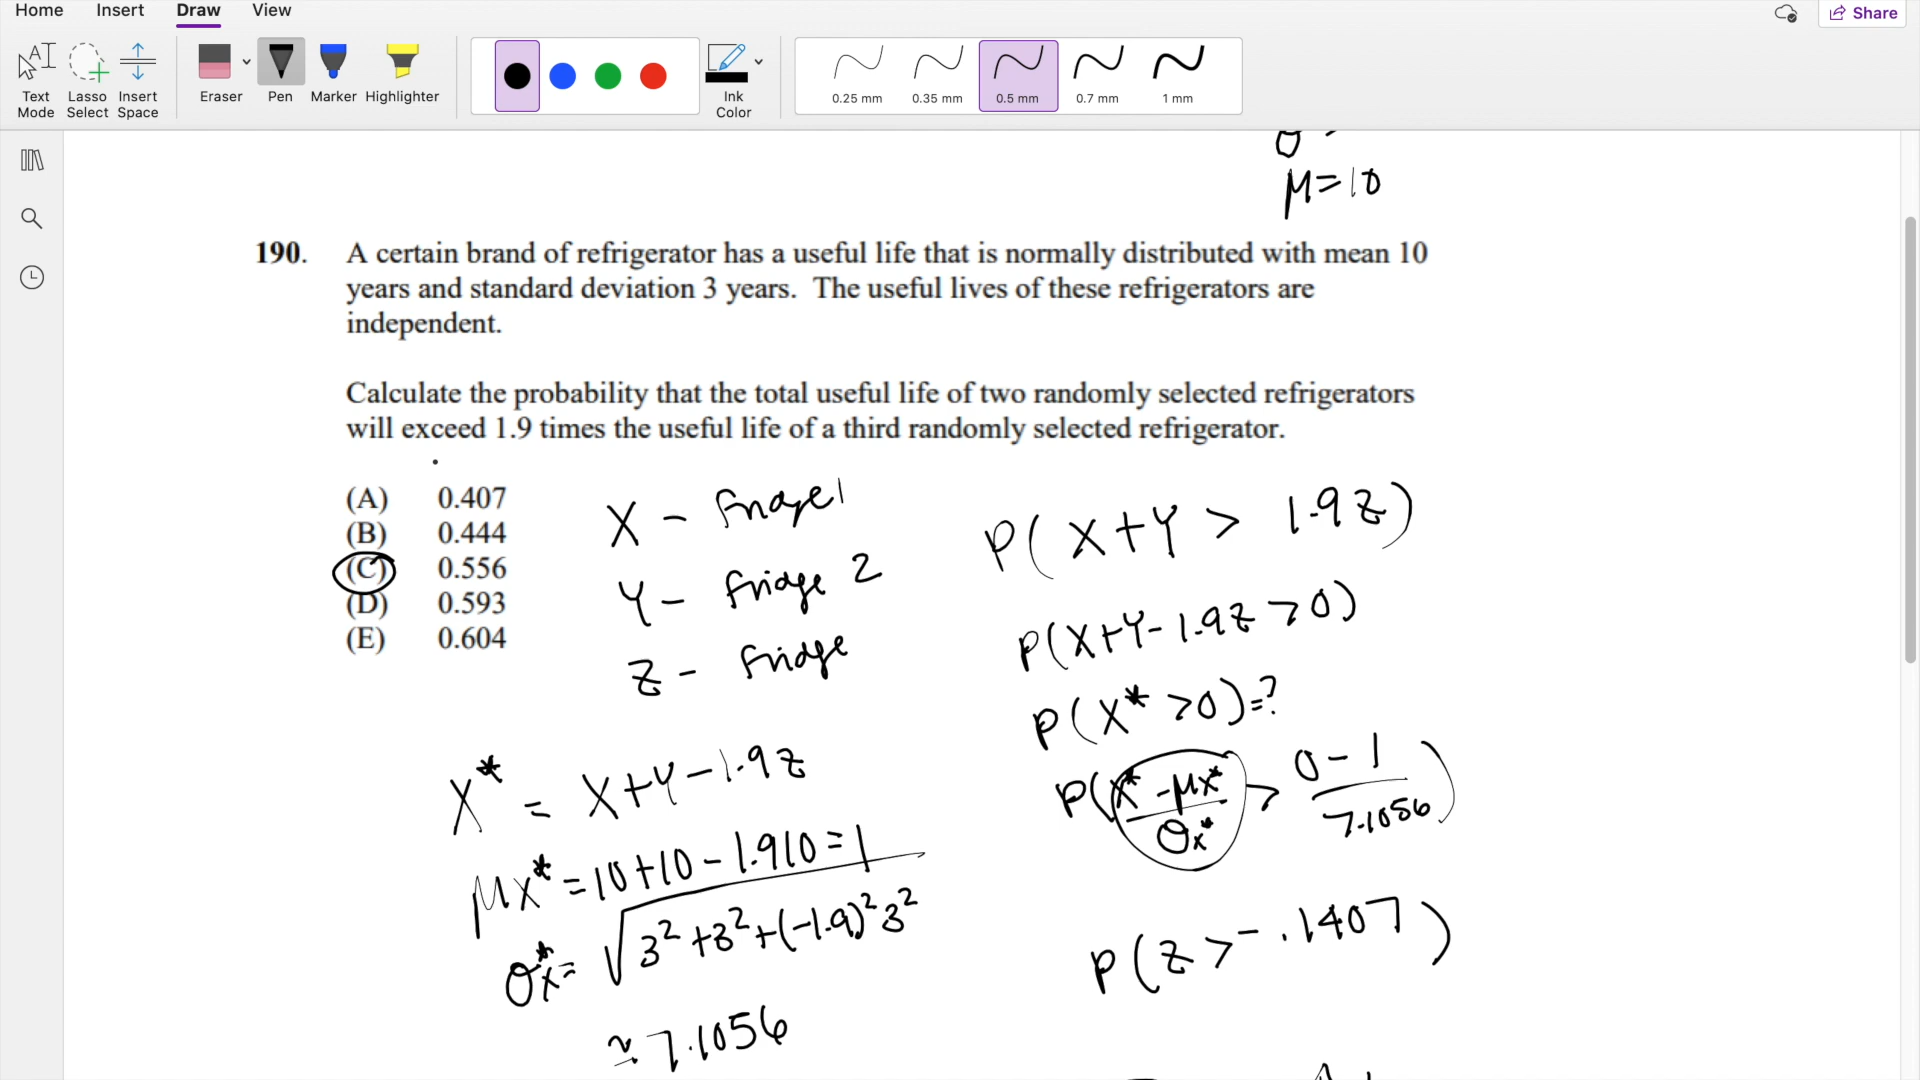 Home Insert Draw View
Share
Text Mode
Lasso Select
Insert Space
Eraser
Pen
Marker
Highlighter
Ink Color
0.25 mm
0.35 mm
0.5 mm
0.7 mm
1 mm
μ=10
190. A certain brand of refrigerator has a useful life that is normally distributed with mean 10
years and standard deviation 3 years. The useful lives of these refrigerators are
independent.
Calculate the probability that the total useful life of two randomly selected refrigerators
will exceed 1.9 times the useful life of a third randomly selected refrigerator.
(A) 0.407
(B) 0.444
(C) 0.556
(D) 0.593
(E) 0.604
X - fridge 1
Y - fridge 2
Z - fridge
X* = X+Y-1.9Z
μx* = 10+10-1.910=1
σx* = √3²+3²+(-1.9)²3²
≈ 7.1056
P(X+Y > 1.9Z)
P(X+Y-1.9Z >0)
P(X* >0)=?
P(X*-μx* / σx* > 0-1 / 7.1056)
P(Z > -.1407)